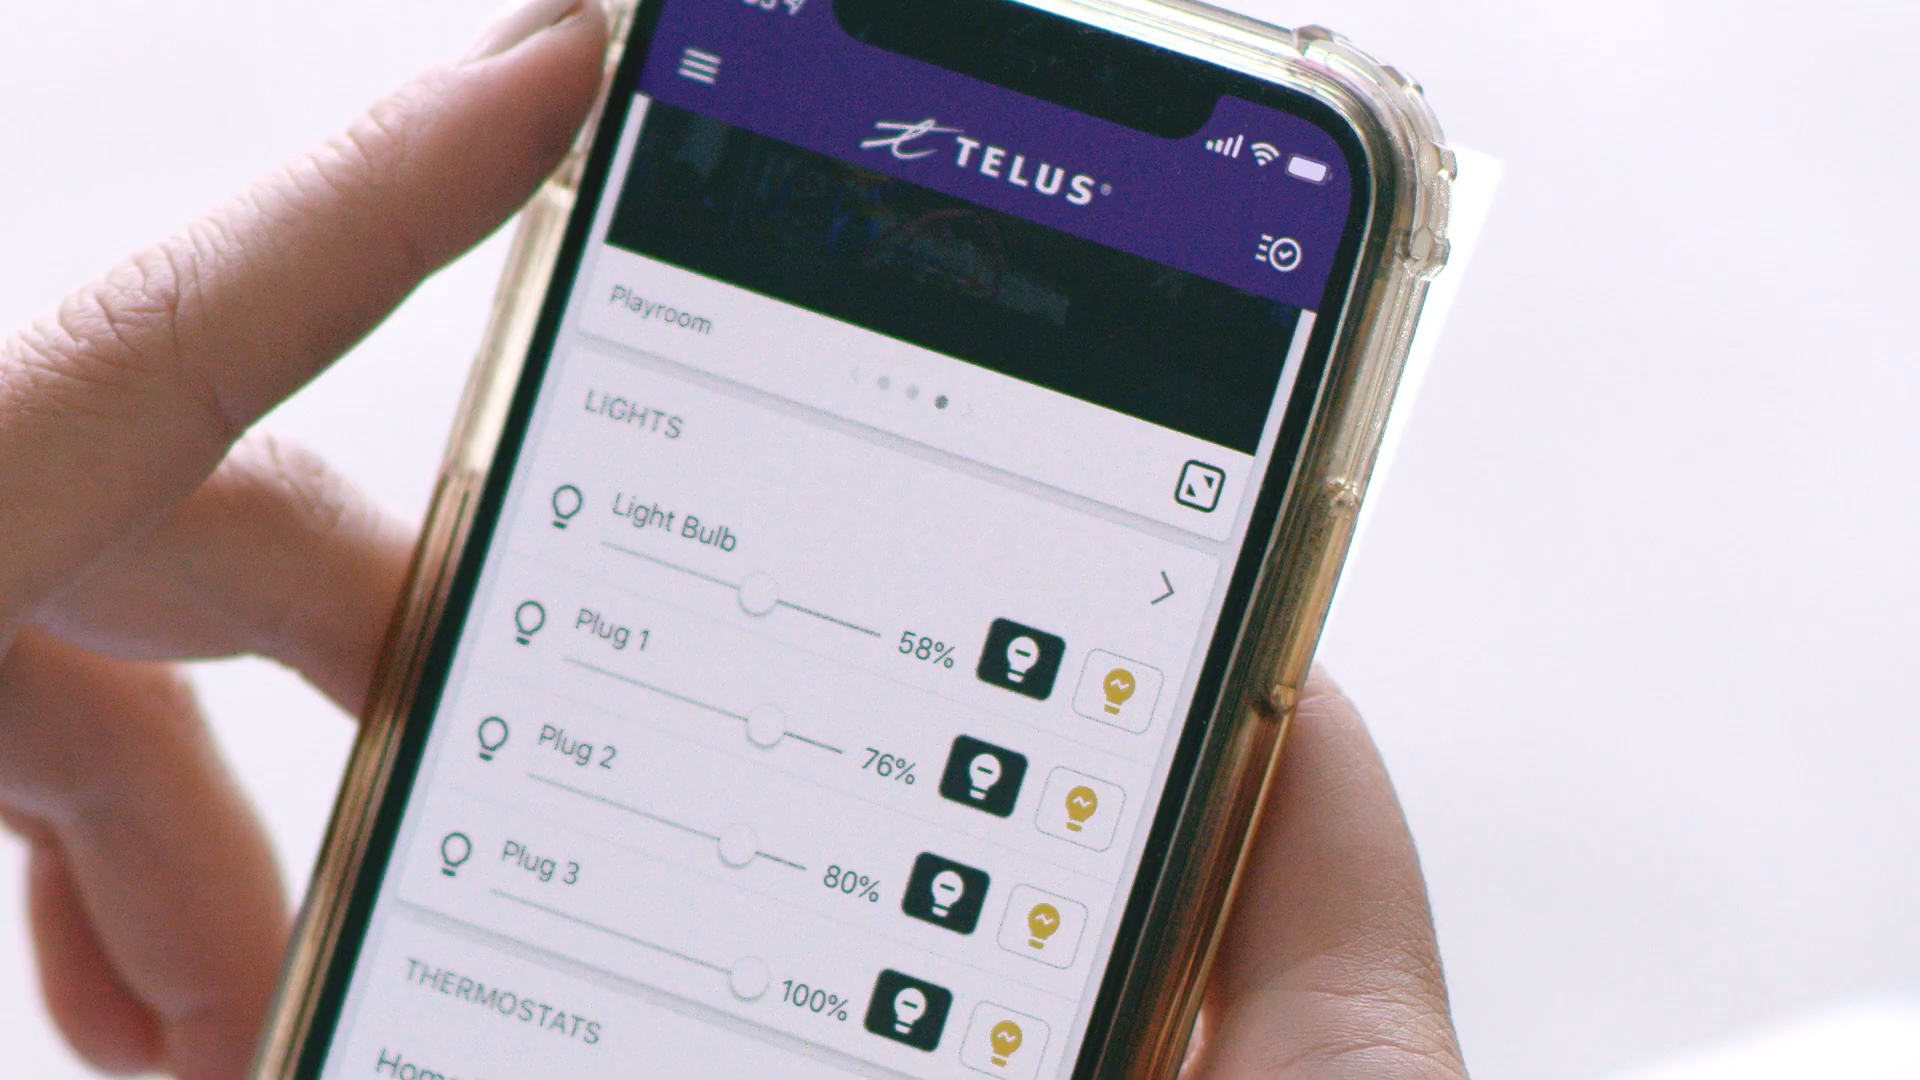 t TELUS®
Playroom
LIGHTS
Light Bulb
58%
Plug 1
76%
Plug 2
80%
Plug 3
100%
THERMOSTATS